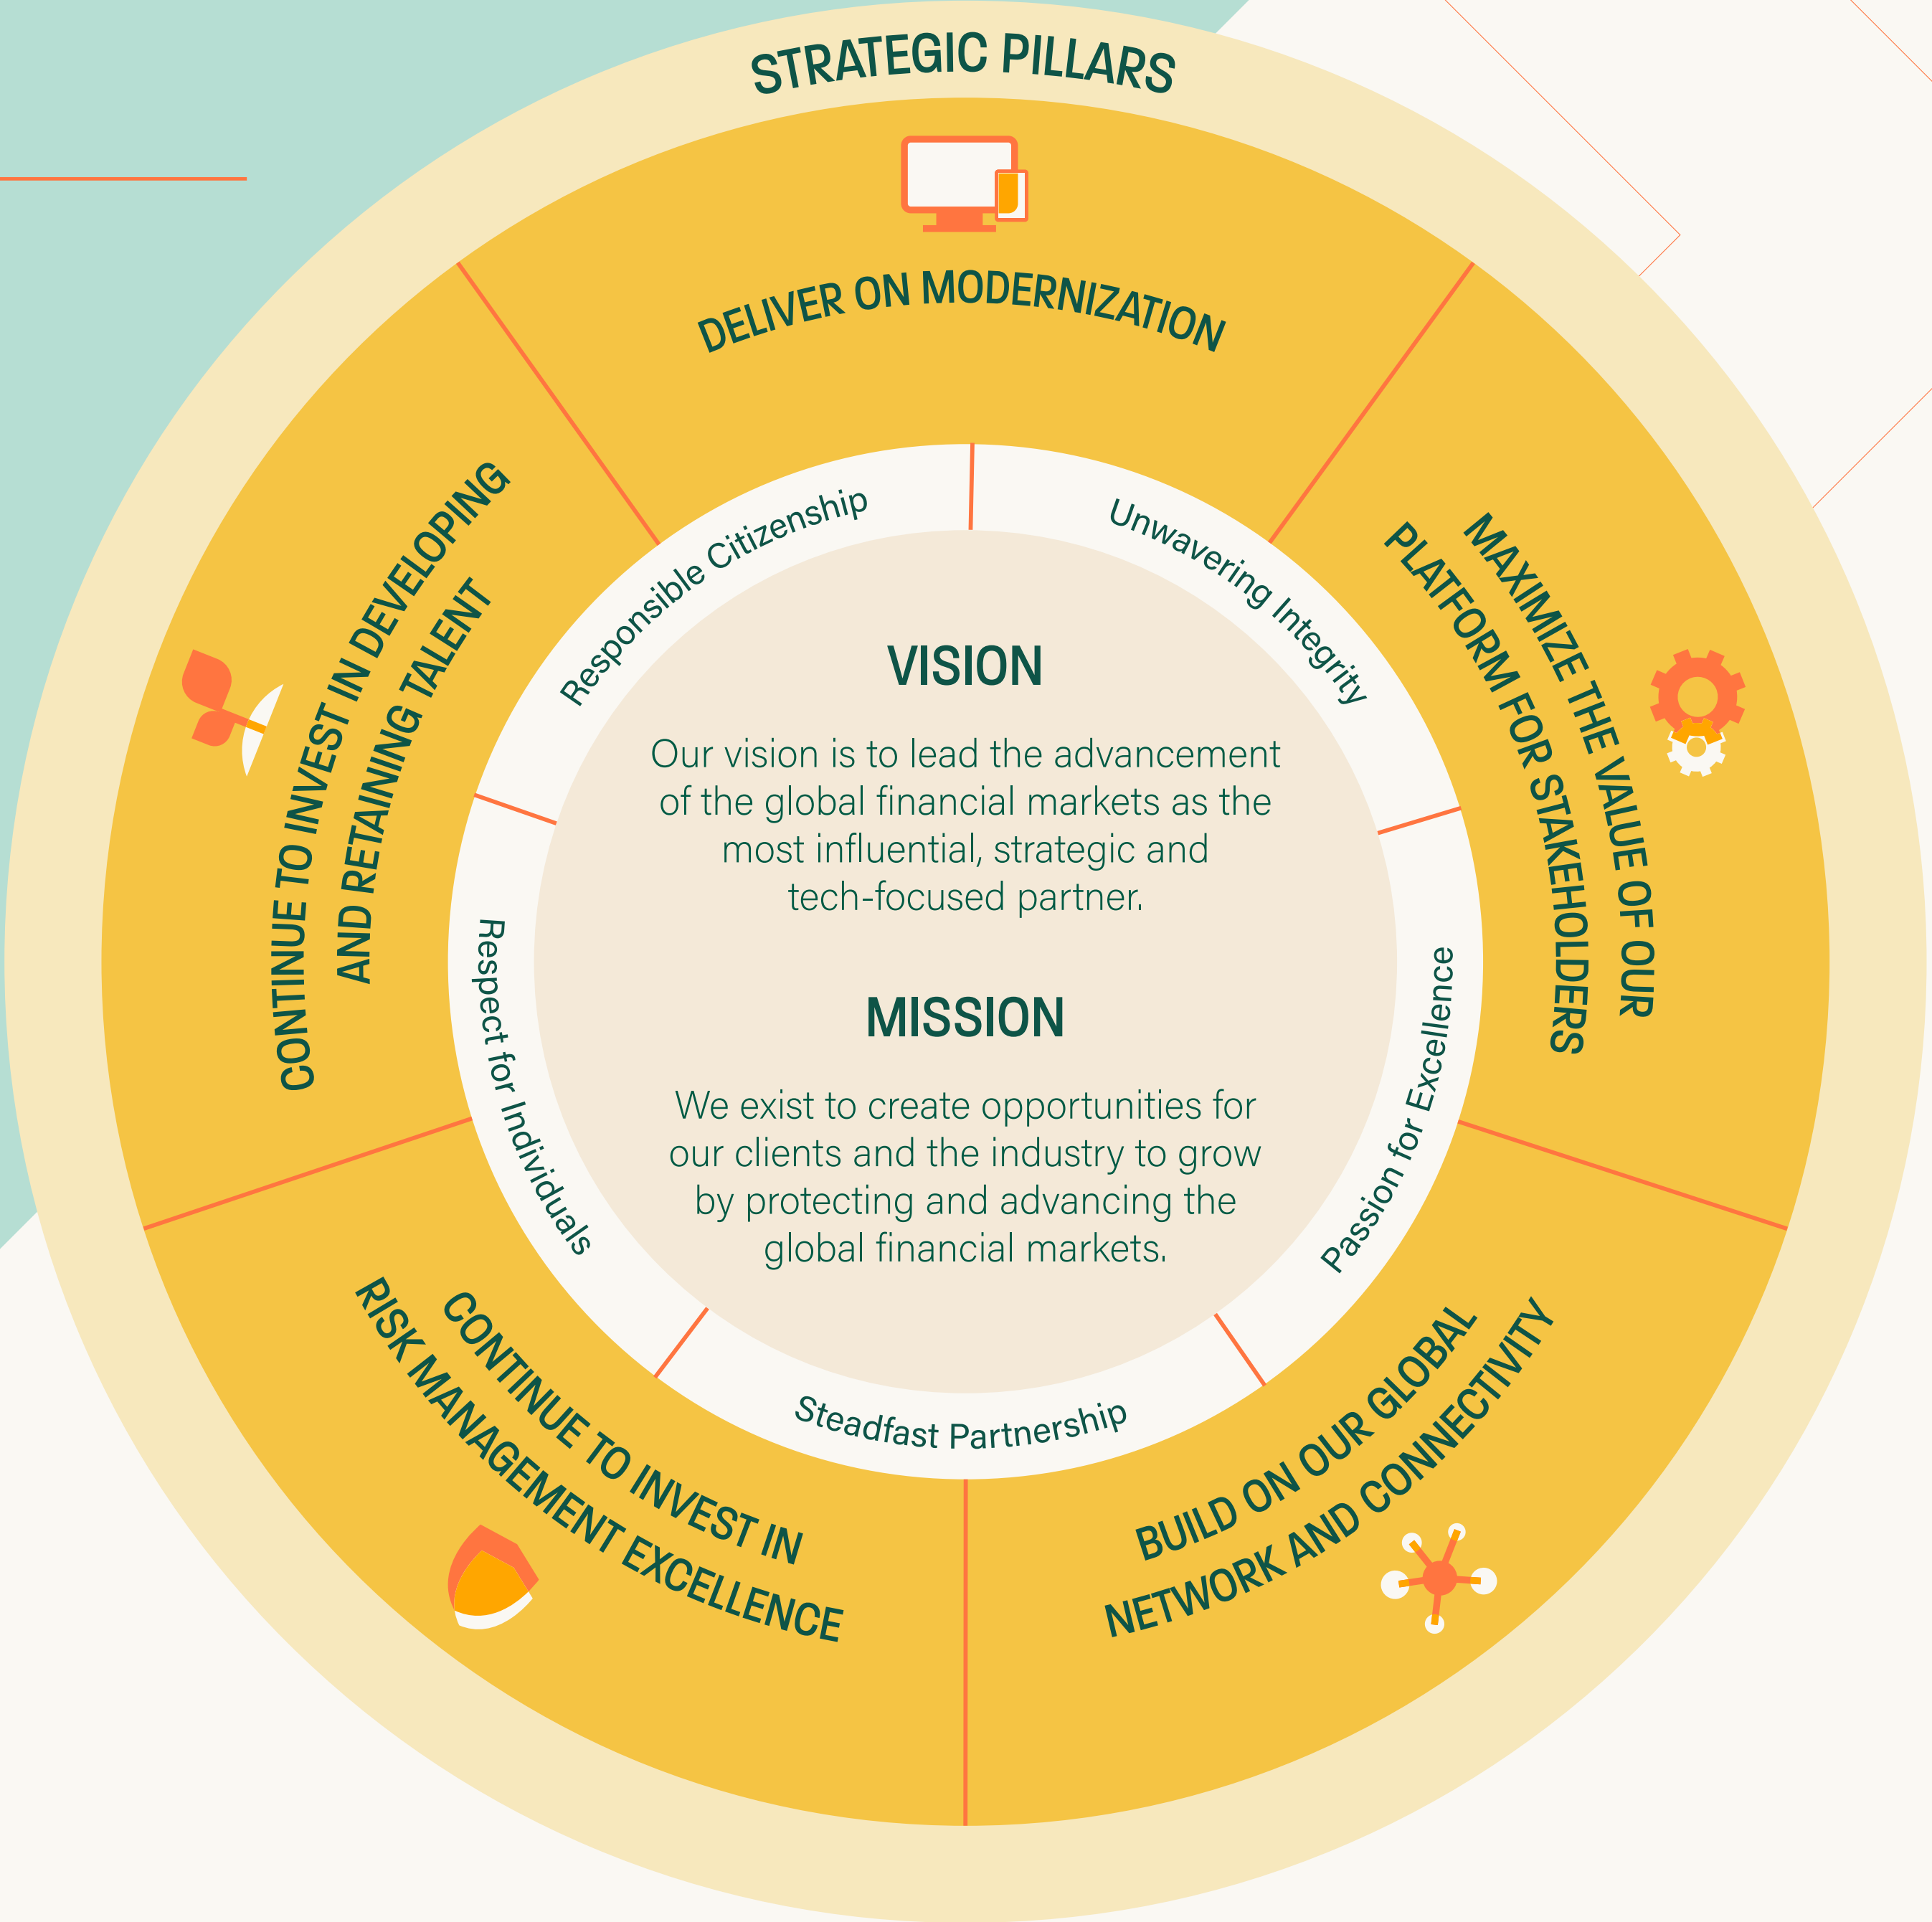 STRATEGIC PILLARS
DELIVER ON MODERNIZATION
MAXIMIZE THE VALUE OF OUR
PLATFORM FOR STAKEHOLDERS
BUILD ON OUR GLOBAL
NETWORK AND CONNECTIVITY
CONTINUE TO INVEST IN
RISK MANAGEMENT EXCELLENCE
CONTINUE TO INVEST IN DEVELOPING
AND RETAINING TALENT
Unwavering Integrity
Passion for Excellence
Steadfast Partnership
Respect for Individuals
Responsible Citizenship
VISION
Our vision is to lead the advancement
of the global financial markets as the
most influential, strategic and
tech-focused partner.
MISSION
We exist to create opportunities for
our clients and the industry to grow
by protecting and advancing the
global financial markets.